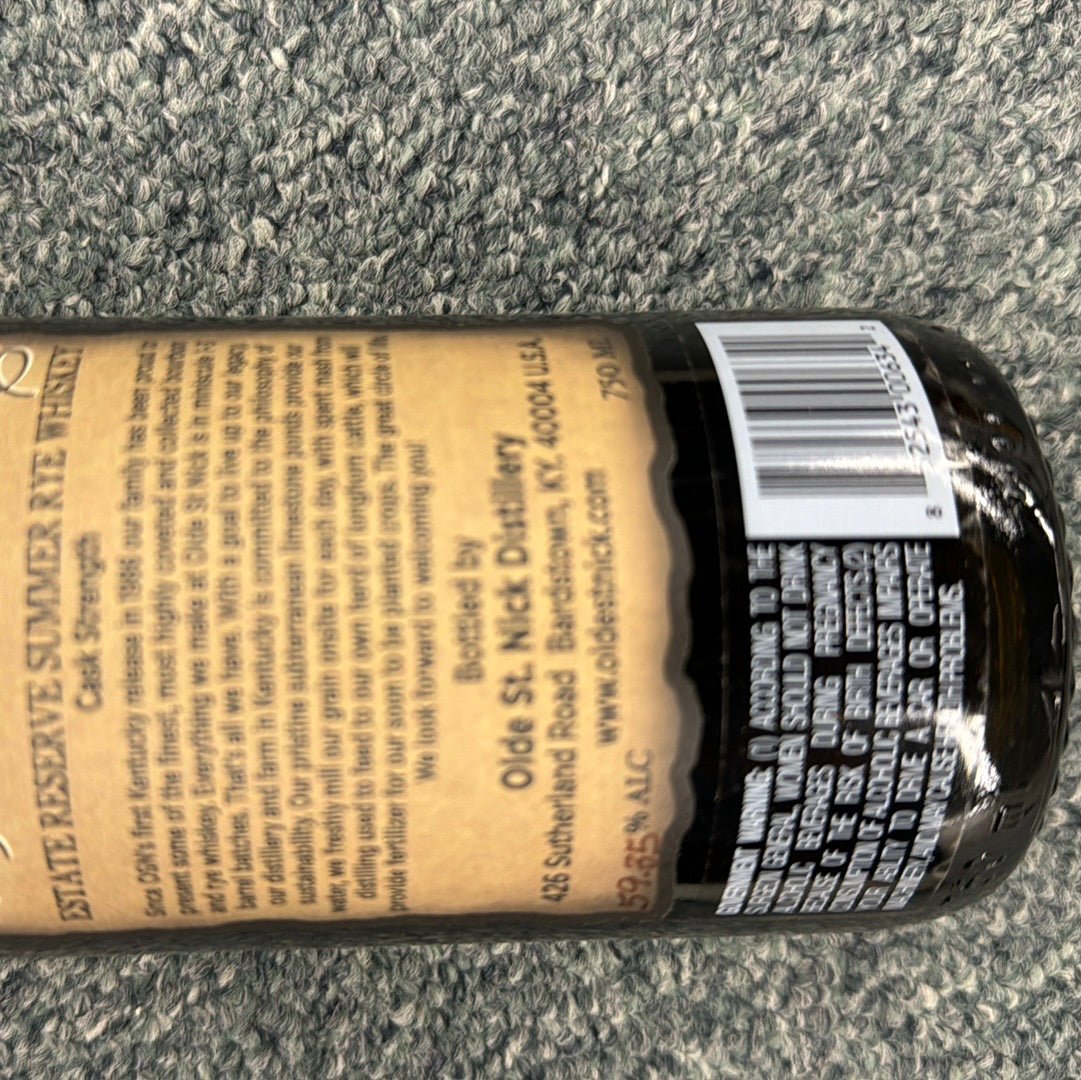 ESTATE RESERVE SUMMER RYE WHISKEY
Cask Strength
Since OSN's first Kentucky release in 1986 our family has been proud to
present some of the finest, most highly coveted and collected bourbon
and rye whiskey. Everything we make at Olde St Nick is in miniscule 1-5
barrel batches. That's all we have. With a goal to live up to our legacy
our distillery and farm in Kentucky is committed to the philosophy of
sustainability. Our pristine subterranean limestone ponds provide our
water, we freshly mill our grain onsite for each day, with spent mash from
distilling used to feed to our own herd of longhorn cattle, which will
provide fertilizer for our soon to be planted crops. The great circle of life.
We look forward to welcoming you!
Bottled by
Olde St. Nick Distillery
426 Sutherland Road Bardstown, KY. 40004 U.S.A.
www.oldestnick.com
59.85% ALC 750 ML
GOVERNMENT WARNING: (1) ACCORDING TO THE
SURGEON GENERAL, WOMEN SHOULD NOT DRINK
ALCOHOLIC BEVERAGES DURING PREGNANCY
BECAUSE OF THE RISK OF BIRTH DEFECTS. (2)
CONSUMPTION OF ALCOHOLIC BEVERAGES IMPAIRS
YOUR ABILITY TO DRIVE A CAR OR OPERATE
MACHINERY, AND MAY CAUSE HEALTH PROBLEMS.
8 25443 00634 2